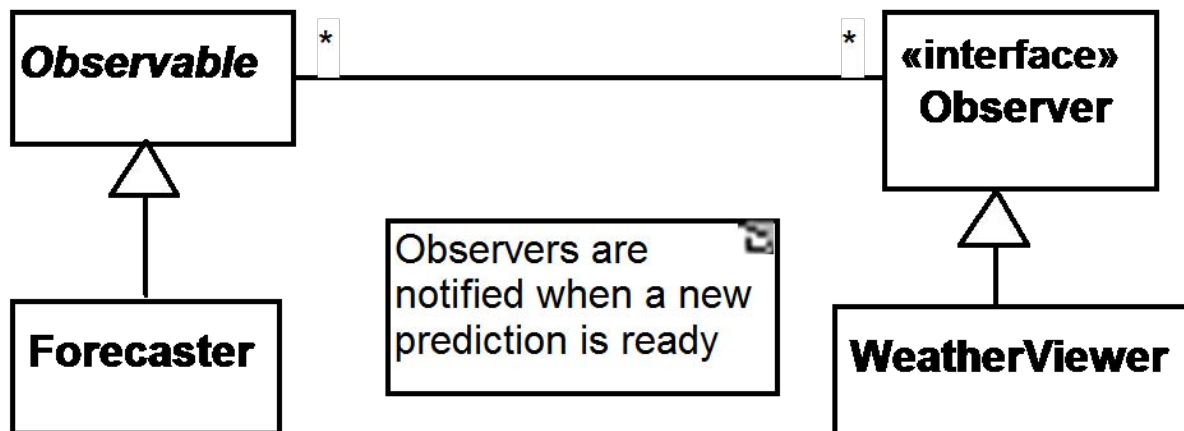 Observable
*
*
«interface»
Observer
Observers are
notified when a new
prediction is ready
Forecaster
WeatherViewer